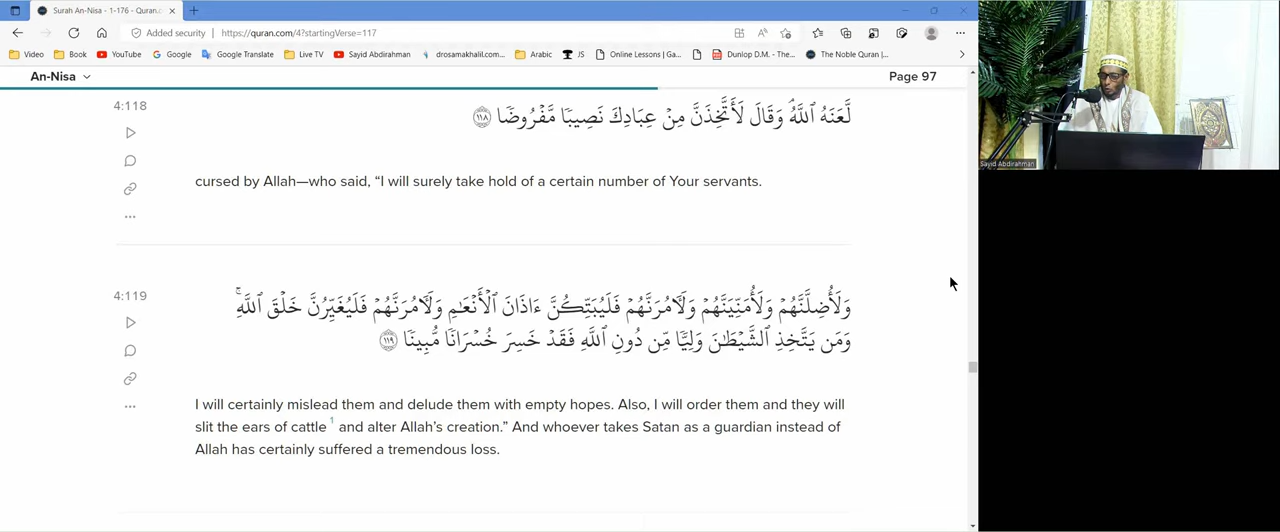 Surah An-Nisa - 1-176 - Quran.c
Added security
https://quran.com/4?startingVerse=117
Video
Book
YouTube
Google
Google Translate
Live TV
Sayid Abdirahman
drosamakhalil.com...
Arabic
JS
Online Lessons | Ga...
Dunlop D.M. - The...
The Noble Quran |...
An-Nisa
Page 97
4:118
لَّعَنَهُ ٱللَّهُۘ وَقَالَ لَأَتَّخِذَنَّ مِنۡ عِبَادِكَ نَصِيبٗا مَّفۡرُوضٗا ١١٨
cursed by Allah—who said, “I will surely take hold of a certain number of Your servants.
4:119
وَلَأُضِلَّنَّهُمۡ وَلَأُمَنِّيَنَّهُمۡ وَلَأٓمُرَنَّهُمۡ فَلَيُبَتِّكُنَّ ءَاذَانَ ٱلۡأَنۡعَٰمِ وَلَأٓمُرَنَّهُمۡ فَلَيُغَيِّرُنَّ خَلۡقَ ٱللَّهِۚ
وَمَن يَتَّخِذِ ٱلشَّيۡطَٰنَ وَلِيّٗا مِّن دُونِ ٱللَّهِ فَقَدۡ خَسِرَ خُسۡرَانٗا مُّبِينٗا ١١٩
I will certainly mislead them and delude them with empty hopes. Also, I will order them and they will
slit the ears of cattle 1 and alter Allah’s creation.” And whoever takes Satan as a guardian instead of
Allah has certainly suffered a tremendous loss.
Sayid Abdirahman